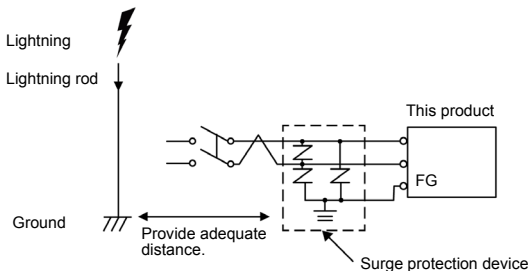 Lightning
Lightning rod
This product
FG
Ground
Provide adequate
distance.
Surge protection device